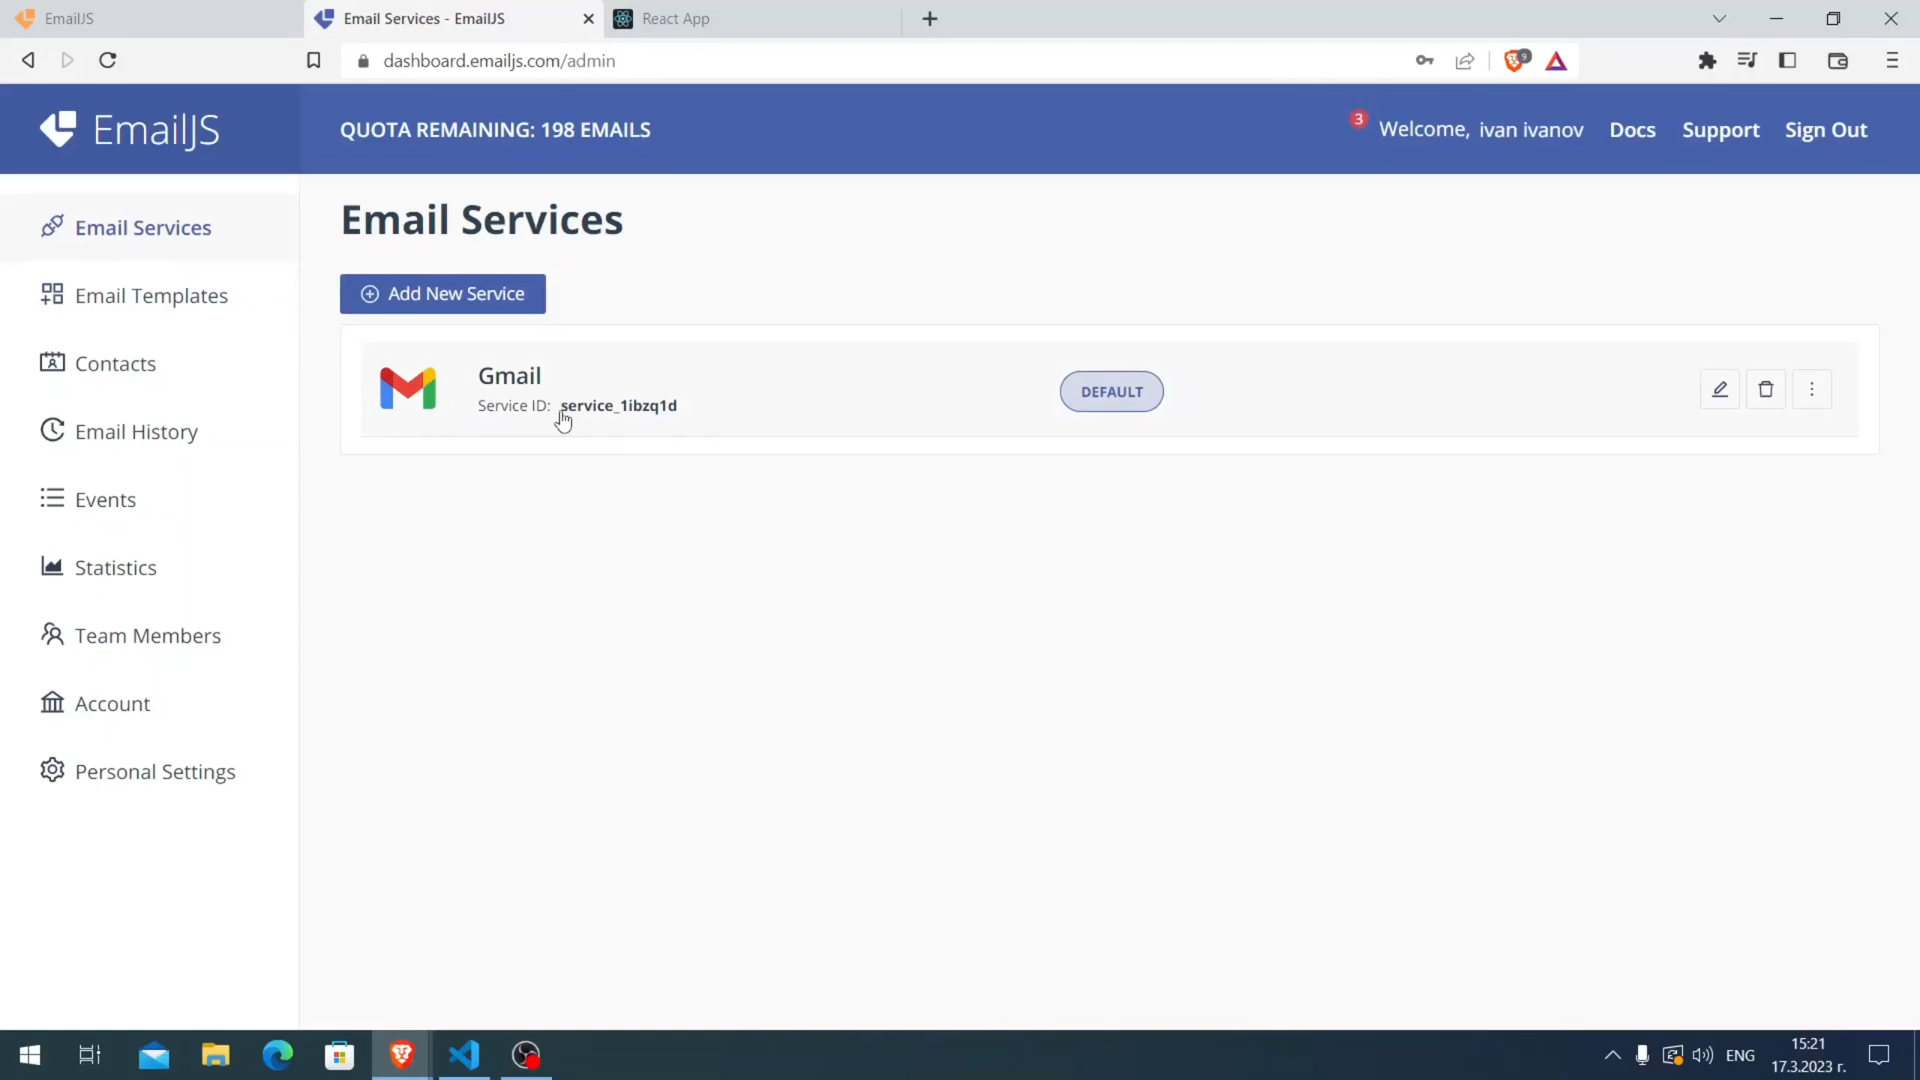 EmailJS
Email Services - EmailJS
React App
dashboard.emailjs.com/admin
9
EmailJS
QUOTA REMAINING: 198 EMAILS
3
Welcome, ivan ivanov
Docs
Support
Sign Out
Email Services
Email Templates
Contacts
Email History
Events
Statistics
Team Members
Account
Personal Settings
Email Services
Add New Service
Gmail
Service ID: service_1ibzq1d
DEFAULT
ENG
15:21
17.3.2023 г.